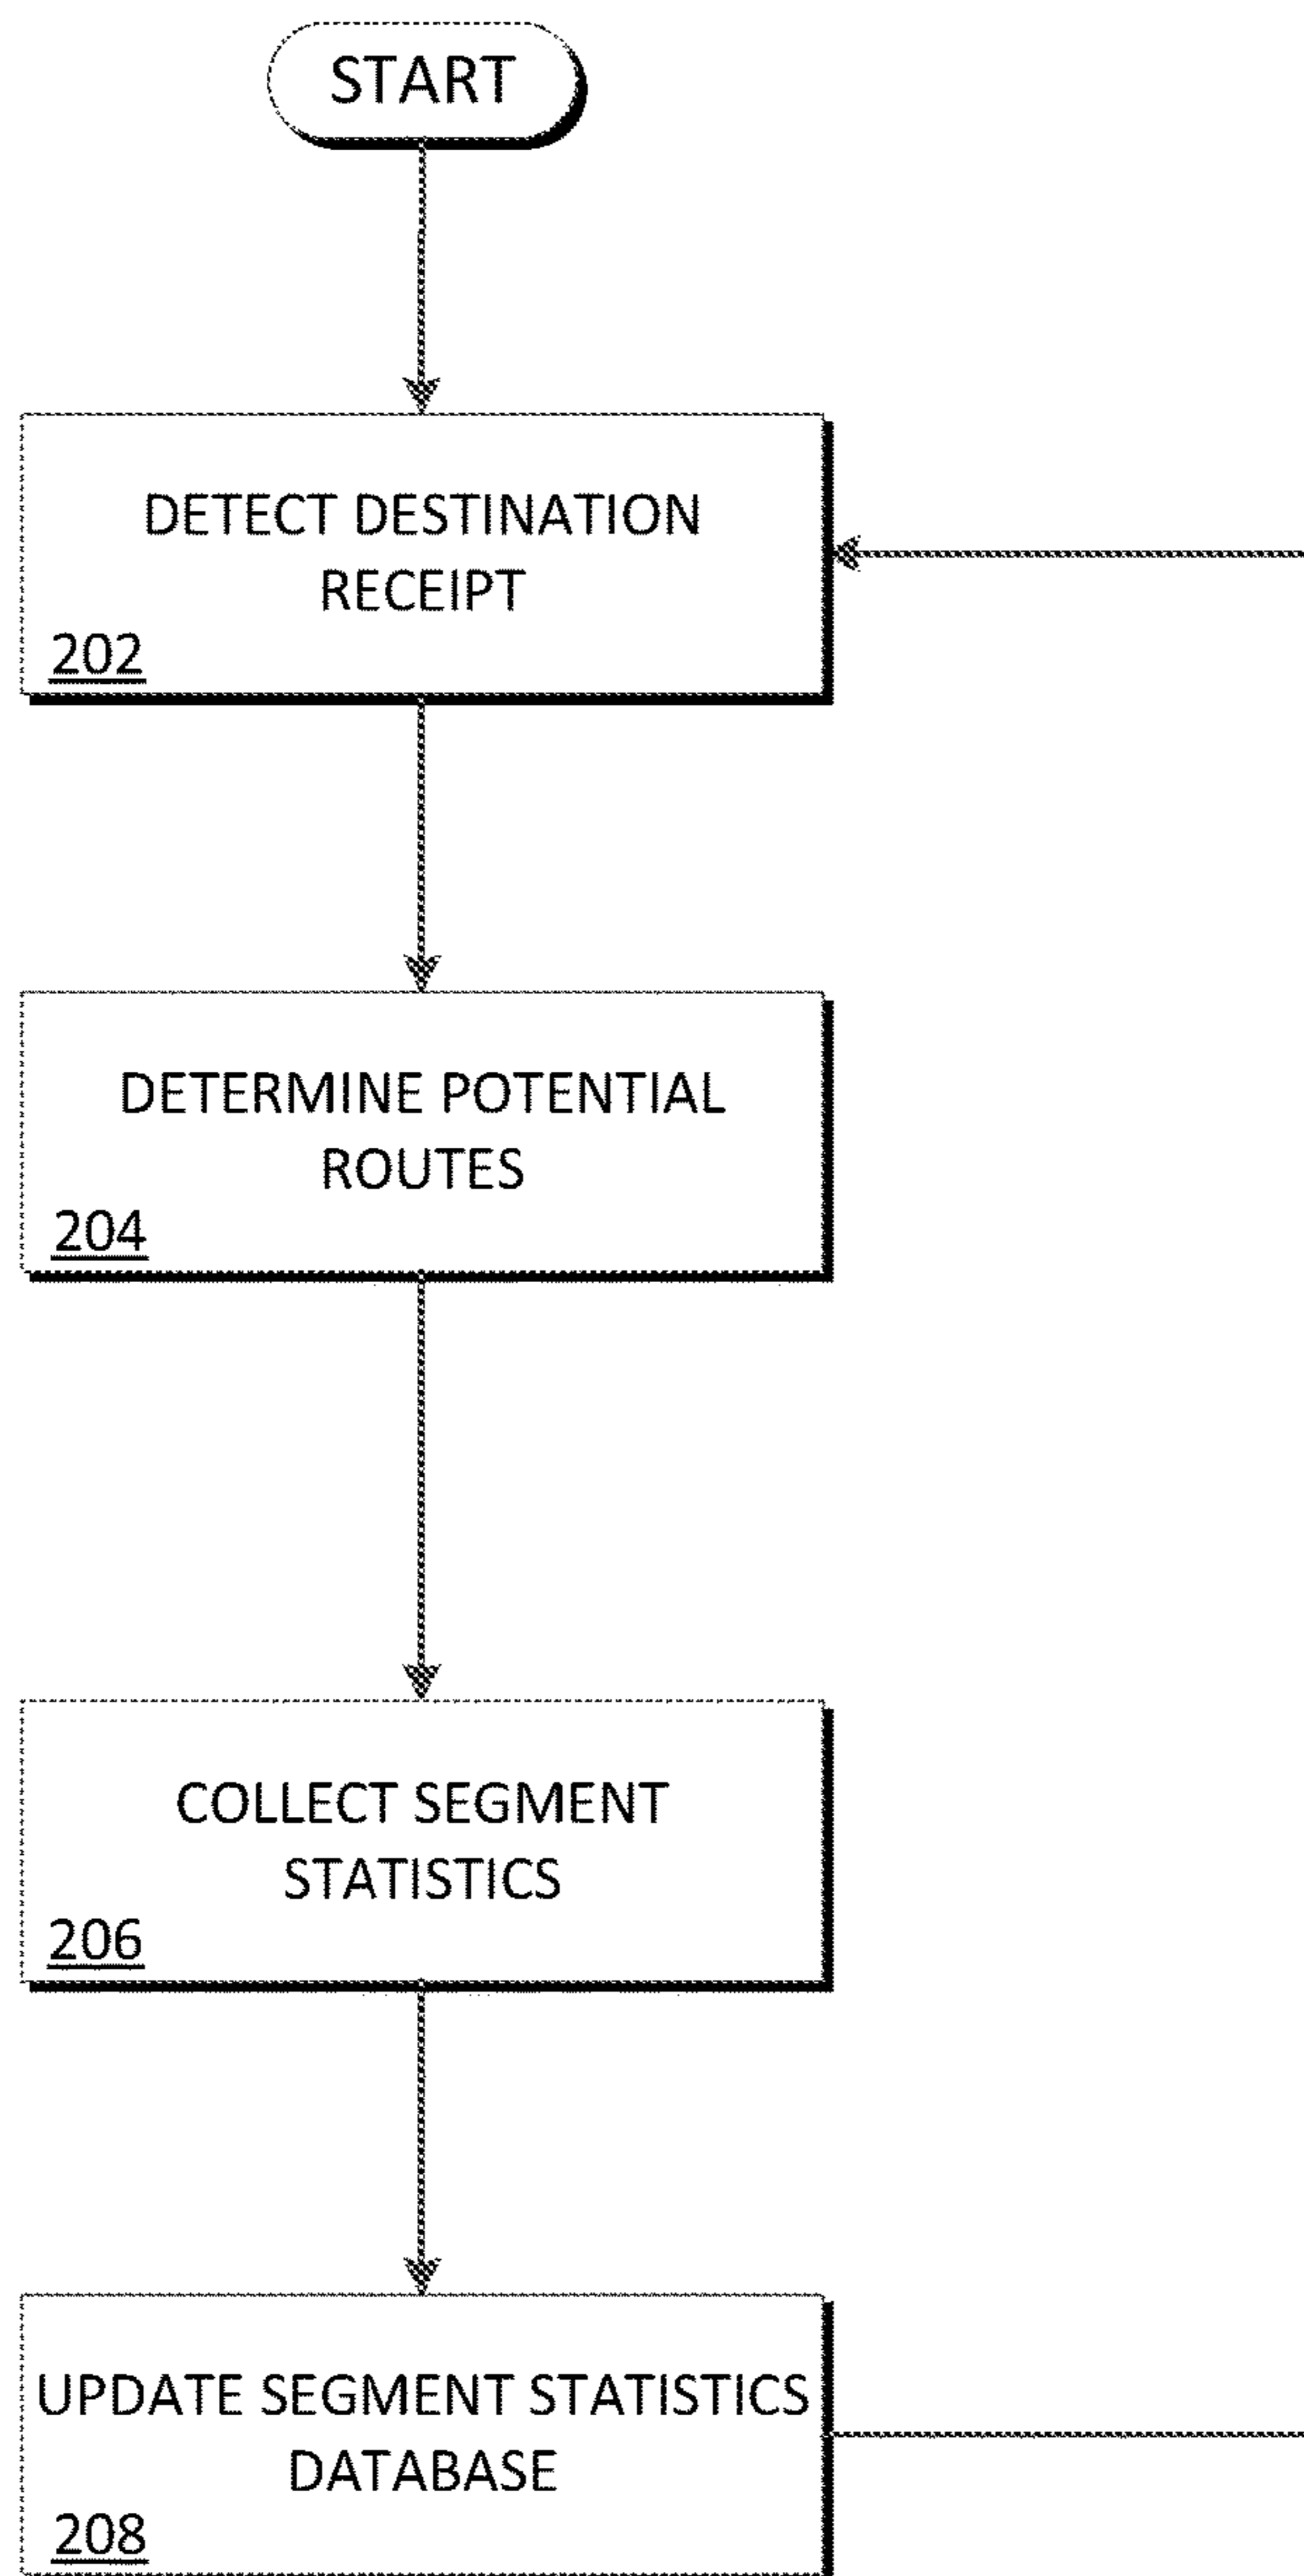 START
DETECT DESTINATION
RECEIPT
202
DETERMINE POTENTIAL
ROUTES
204
COLLECT SEGMENT
STATISTICS
206
UPDATE SEGMENT STATISTICS
DATABASE
208